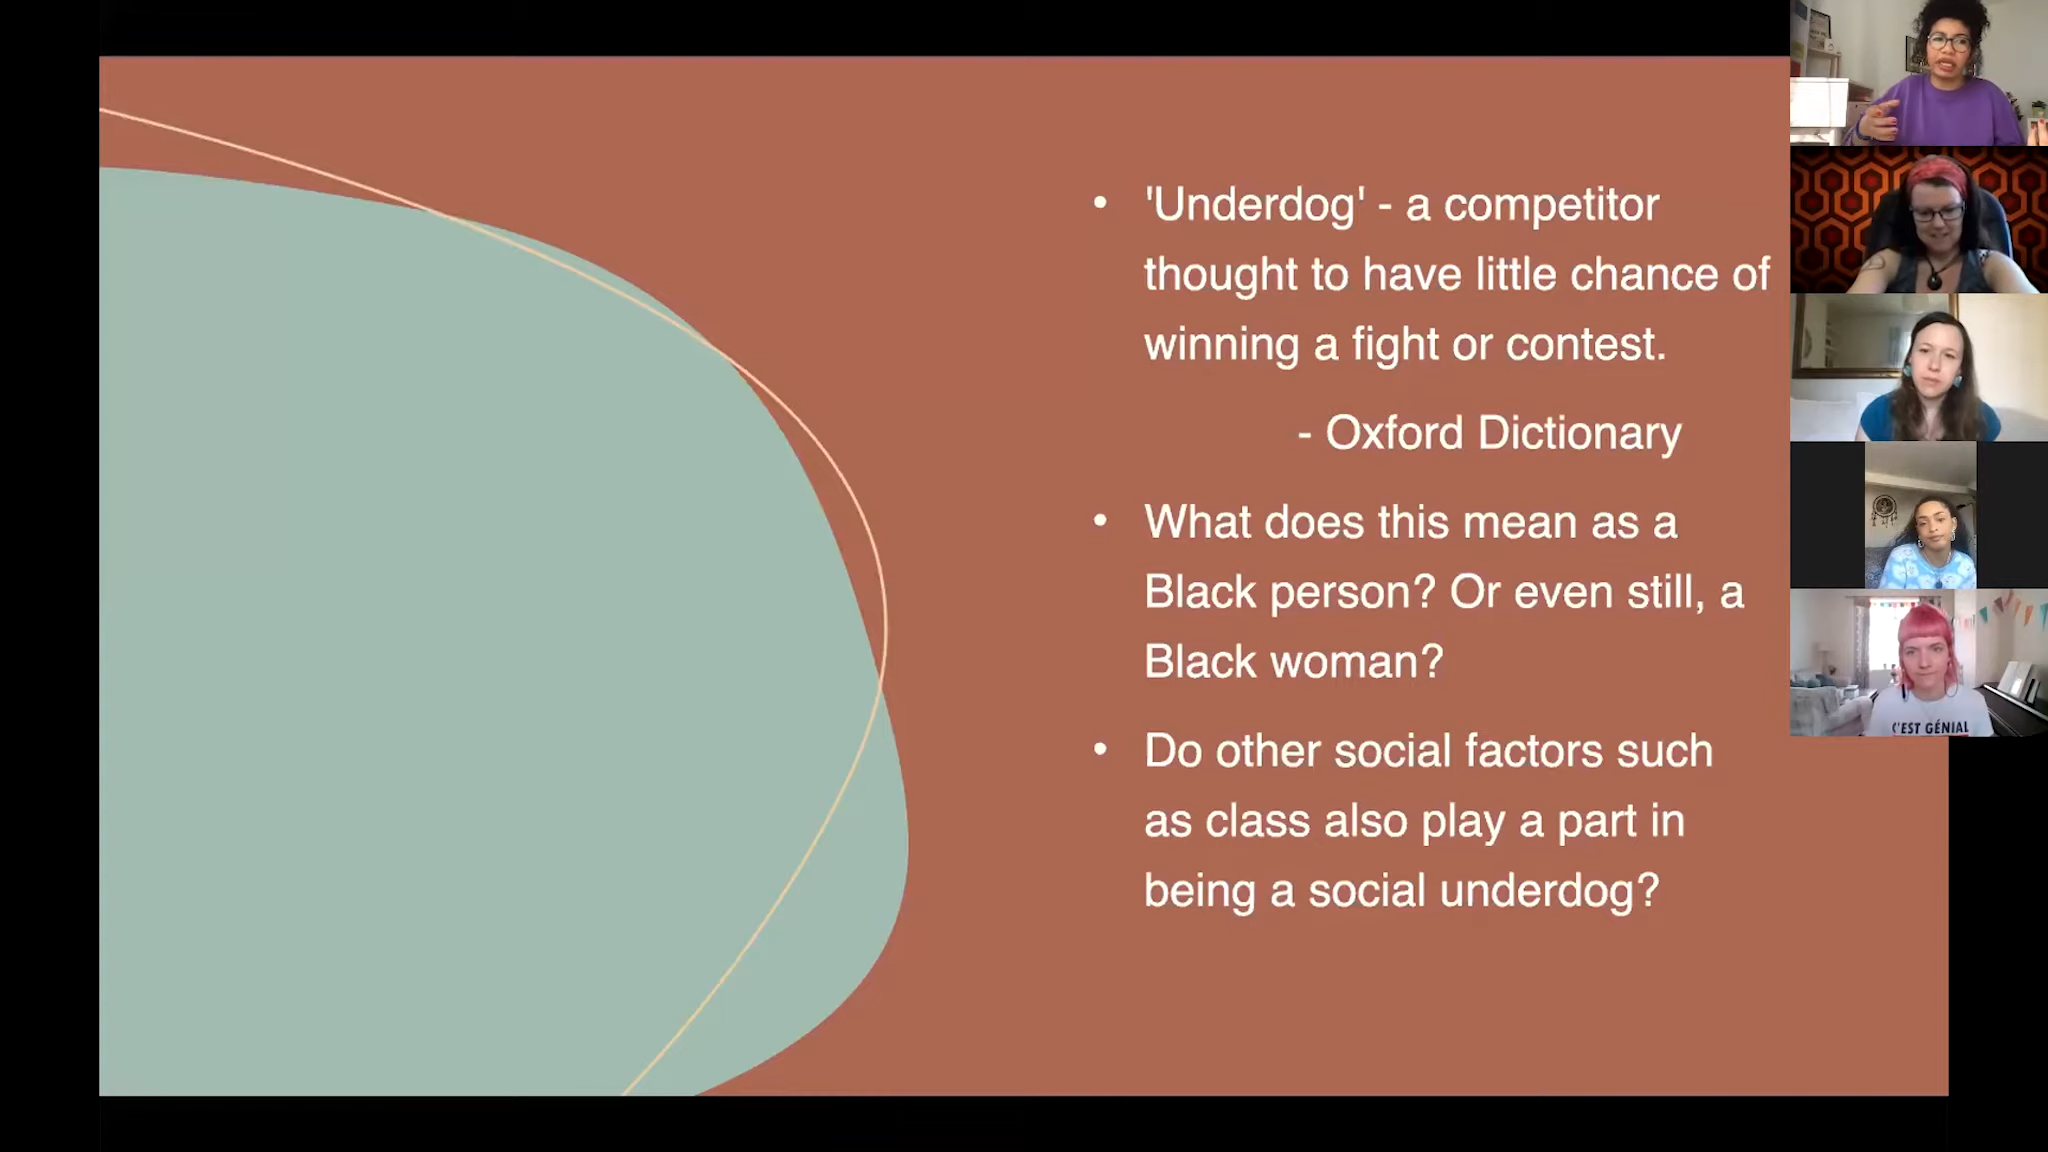 • 'Underdog' - a competitor
thought to have little chance of
winning a fight or contest.
- Oxford Dictionary
• What does this mean as a
Black person? Or even still, a
Black woman?
• Do other social factors such
as class also play a part in
being a social underdog?
C'EST GÉNIAL